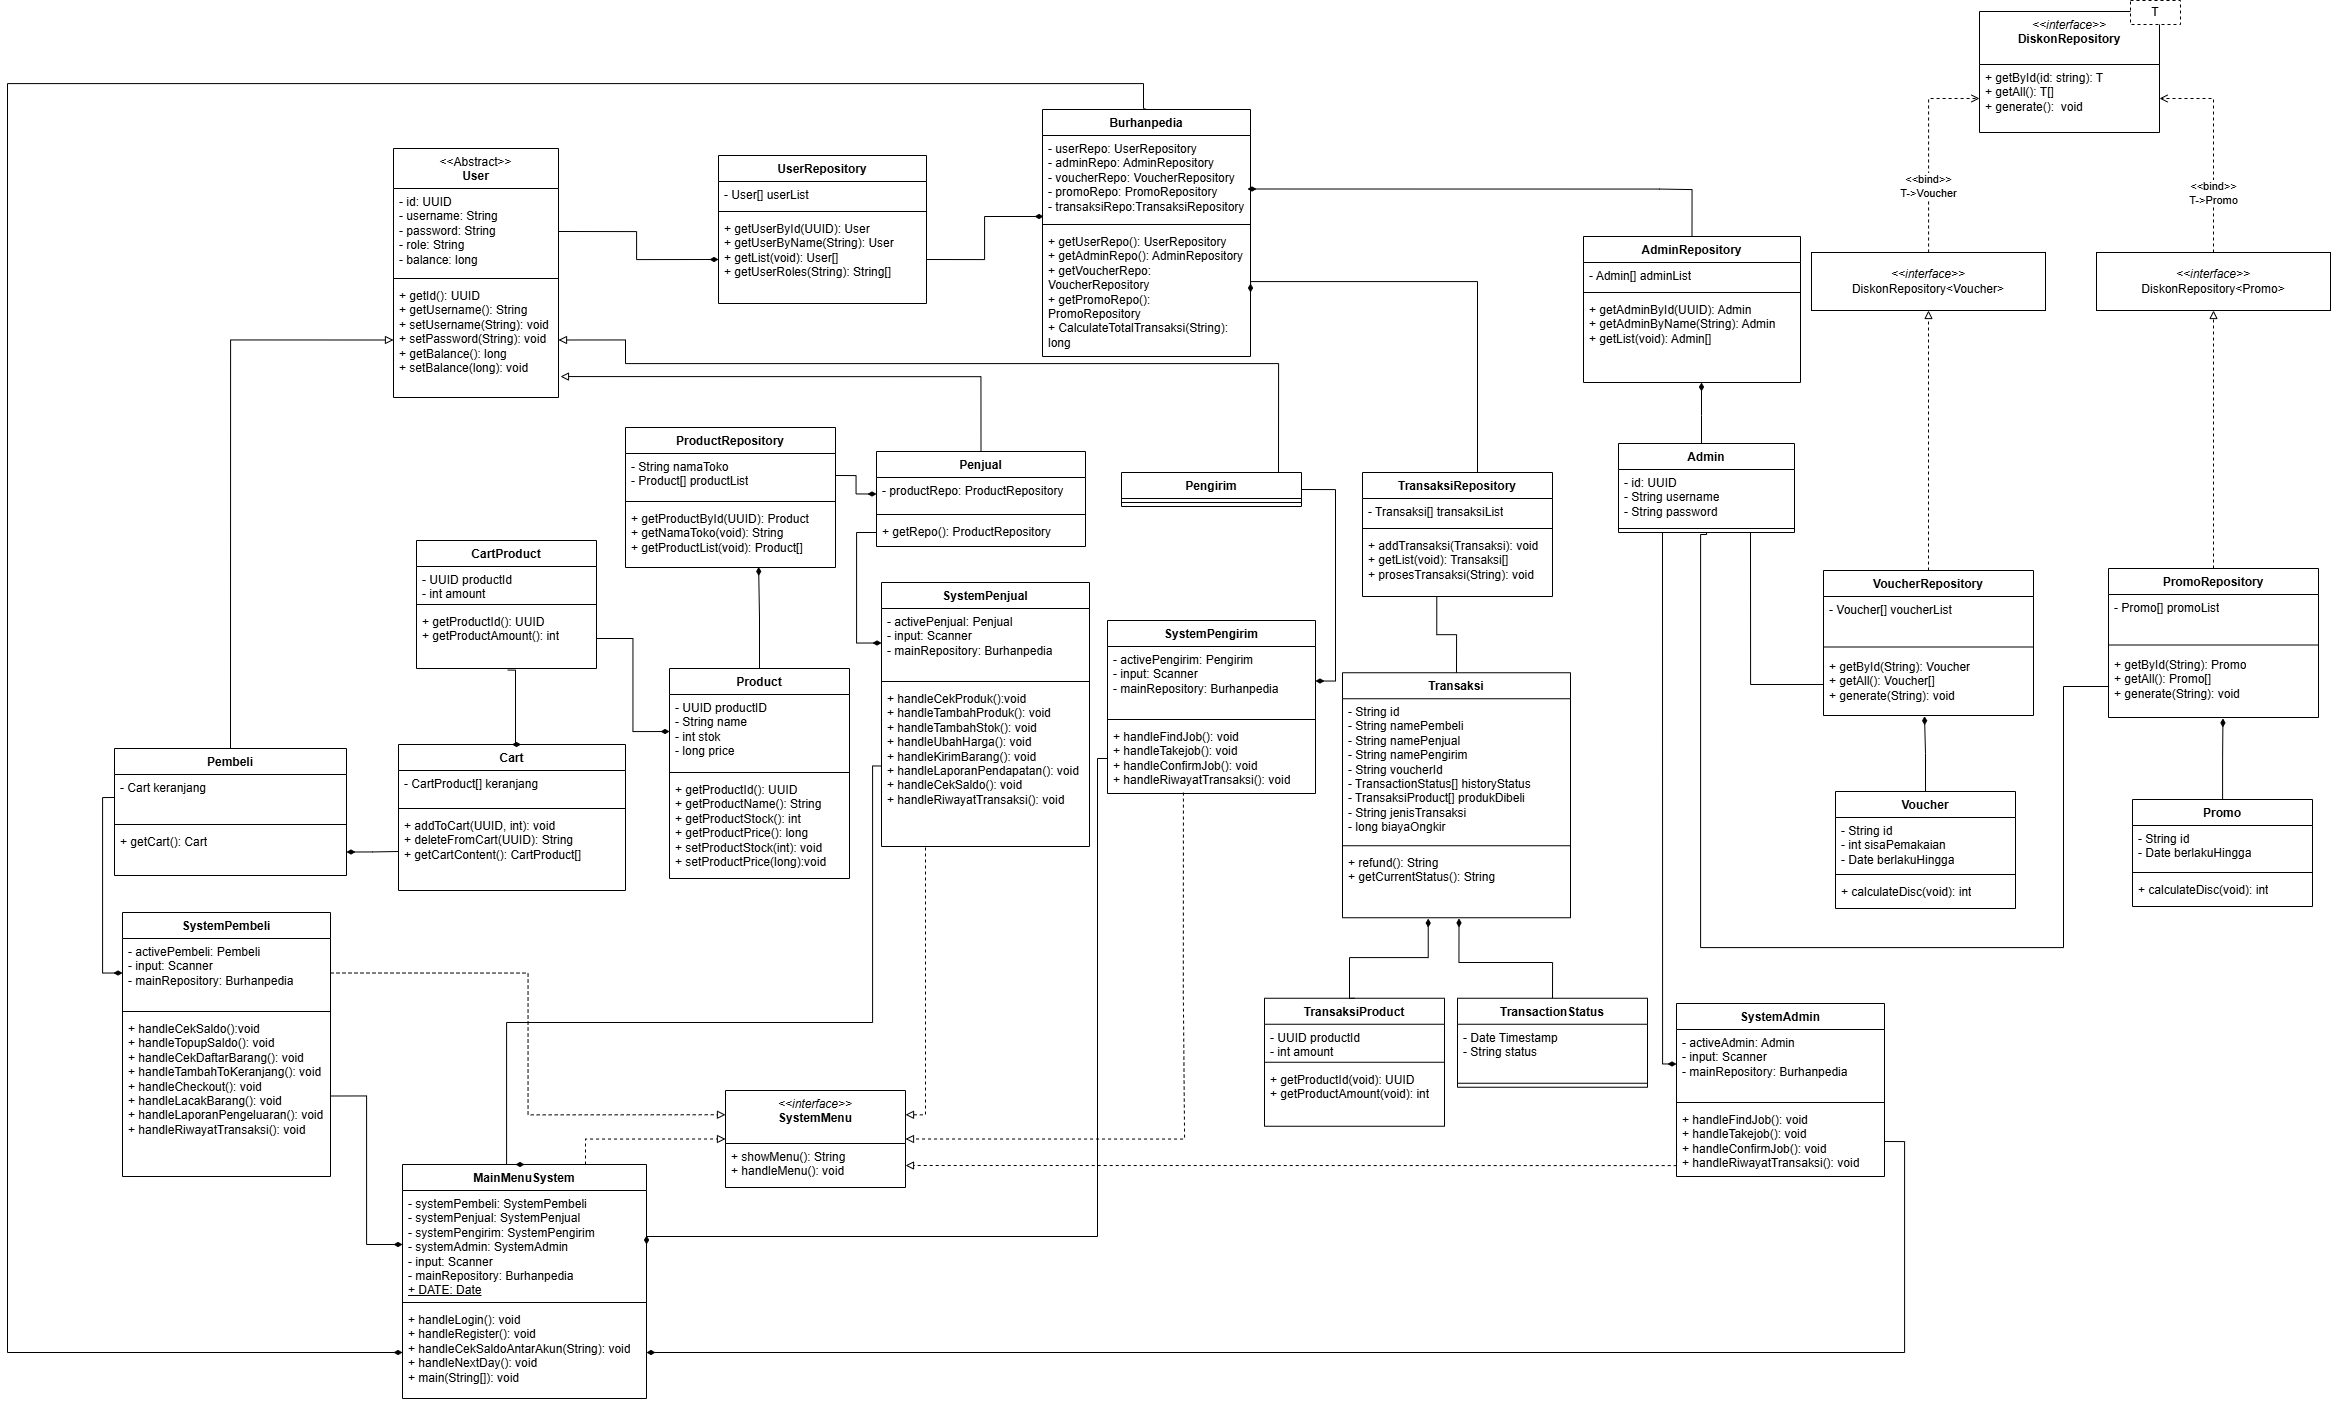 T
<<interface>>
DiskonRepository
+ getById(id: string): T
+ getAll(): T[]
+ generate():  void
<<bind>>
T->Voucher
<<bind>>
T->Promo
<<interface>>
DiskonRepository<Voucher>
<<interface>>
DiskonRepository<Promo>
Burhanpedia
- userRepo: UserRepository
- adminRepo: AdminRepository
- voucherRepo: VoucherRepository
- promoRepo: PromoRepository
- transaksiRepo:TransaksiRepository
+ getUserRepo(): UserRepository
+ getAdminRepo(): AdminRepository
+ getVoucherRepo:
VoucherRepository
+ getPromoRepo():
PromoRepository
+ CalculateTotalTransaksi(String):
long
<<Abstract>>
User
- id: UUID
- username: String
- password: String
- role: String
- balance: long
+ getId(): UUID
+ getUsername(): String
+ setUsername(String): void
+ setPassword(String): void
+ getBalance(): long
+ setBalance(long): void
UserRepository
- User[] userList
+ getUserById(UUID): User
+ getUserByName(String): User
+ getList(void): User[]
+ getUserRoles(String): String[]
AdminRepository
- Admin[] adminList
+ getAdminById(UUID): Admin
+ getAdminByName(String): Admin
+ getList(void): Admin[]
ProductRepository
- String namaToko
- Product[] productList
+ getProductById(UUID): Product
+ getNamaToko(void): String
+ getProductList(void): Product[]
Penjual
- productRepo: ProductRepository
+ getRepo(): ProductRepository
Pengirim
TransaksiRepository
- Transaksi[] transaksiList
+ addTransaksi(Transaksi): void
+ getList(void): Transaksi[]
+ prosesTransaksi(String): void
Admin
- id: UUID
- String username
- String password
CartProduct
- UUID productId
- int amount
+ getProductId(): UUID
+ getProductAmount(): int
SystemPenjual
- activePenjual: Penjual
- input: Scanner
- mainRepository: Burhanpedia
+ handleCekProduk():void
+ handleTambahProduk(): void
+ handleTambahStok(): void
+ handleUbahHarga(): void
+ handleKirimBarang(): void
+ handleLaporanPendapatan(): void
+ handleCekSaldo(): void
+ handleRiwayatTransaksi(): void
SystemPengirim
- activePengirim: Pengirim
- input: Scanner
- mainRepository: Burhanpedia
+ handleFindJob(): void
+ handleTakejob(): void
+ handleConfirmJob(): void
+ handleRiwayatTransaksi(): void
VoucherRepository
- Voucher[] voucherList
+ getById(String): Voucher
+ getAll(): Voucher[]
+ generate(String): void
PromoRepository
- Promo[] promoList
+ getById(String): Promo
+ getAll(): Promo[]
+ generate(String): void
Product
- UUID productID
- String name
- int stok
- long price
+ getProductId(): UUID
+ getProductName(): String
+ getProductStock(): int
+ getProductPrice(): long
+ setProductStock(int): void
+ setProductPrice(long):void
Transaksi
- String id
- String namePembeli
- String namePenjual
- String namePengirim
- String voucherId
- TransactionStatus[] historyStatus
- TransaksiProduct[] produkDibeli
- String jenisTransaksi
- long biayaOngkir
+ refund(): String
+ getCurrentStatus(): String
Pembeli
- Cart keranjang
+ getCart(): Cart
Cart
- CartProduct[] keranjang
+ addToCart(UUID, int): void
+ deleteFromCart(UUID): String
+ getCartContent(): CartProduct[]
Voucher
- String id
- int sisaPemakaian
- Date berlakuHingga
+ calculateDisc(void): int
Promo
- String id
- Date berlakuHingga
+ calculateDisc(void): int
SystemPembeli
- activePembeli: Pembeli
- input: Scanner
- mainRepository: Burhanpedia
+ handleCekSaldo():void
+ handleTopupSaldo(): void
+ handleCekDaftarBarang(): void
+ handleTambahToKeranjang(): void
+ handleCheckout(): void
+ handleLacakBarang(): void
+ handleLaporanPengeluaran(): void
+ handleRiwayatTransaksi(): void
TransaksiProduct
- UUID productId
- int amount
+ getProductId(void): UUID
+ getProductAmount(void): int
TransactionStatus
- Date Timestamp
- String status
SystemAdmin
- activeAdmin: Admin
- input: Scanner
- mainRepository: Burhanpedia
+ handleFindJob(): void
+ handleTakejob(): void
+ handleConfirmJob(): void
+ handleRiwayatTransaksi(): void
<<interface>>
SystemMenu
+ showMenu(): String
+ handleMenu(): void
MainMenuSystem
- systemPembeli: SystemPembeli
- systemPenjual: SystemPenjual
- systemPengirim: SystemPengirim
- systemAdmin: SystemAdmin
- input: Scanner
- mainRepository: Burhanpedia
+ DATE: Date
+ handleLogin(): void
+ handleRegister(): void
+ handleCekSaldoAntarAkun(String): void
+ handleNextDay(): void
+ main(String[]): void